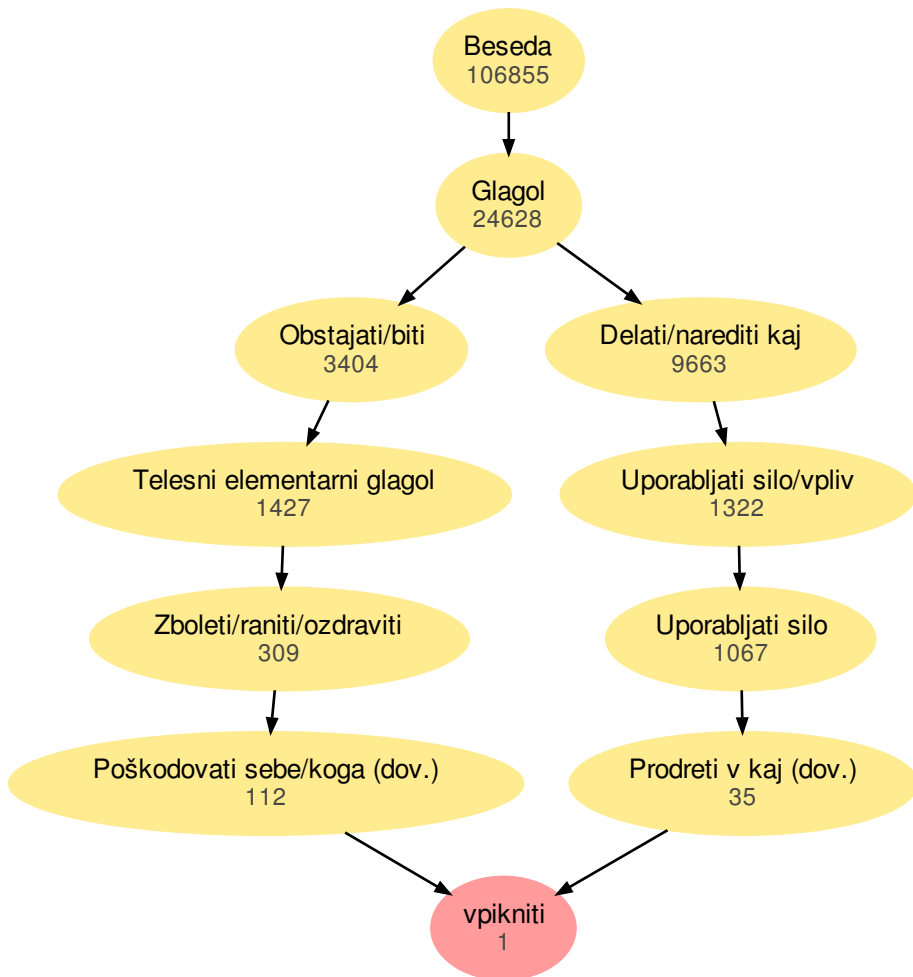 Beseda
106855
Glagol
24628
Obstajati/biti
3404
Delati/narediti kaj
9663
Telesni elementarni glagol
1427
Uporabljati silo/vpliv
1322
Zboleti/raniti/ozdraviti
309
Uporabljati silo
1067
Poškodovati sebe/koga (dov.)
112
Prodreti v kaj (dov.)
35
vpikniti
1